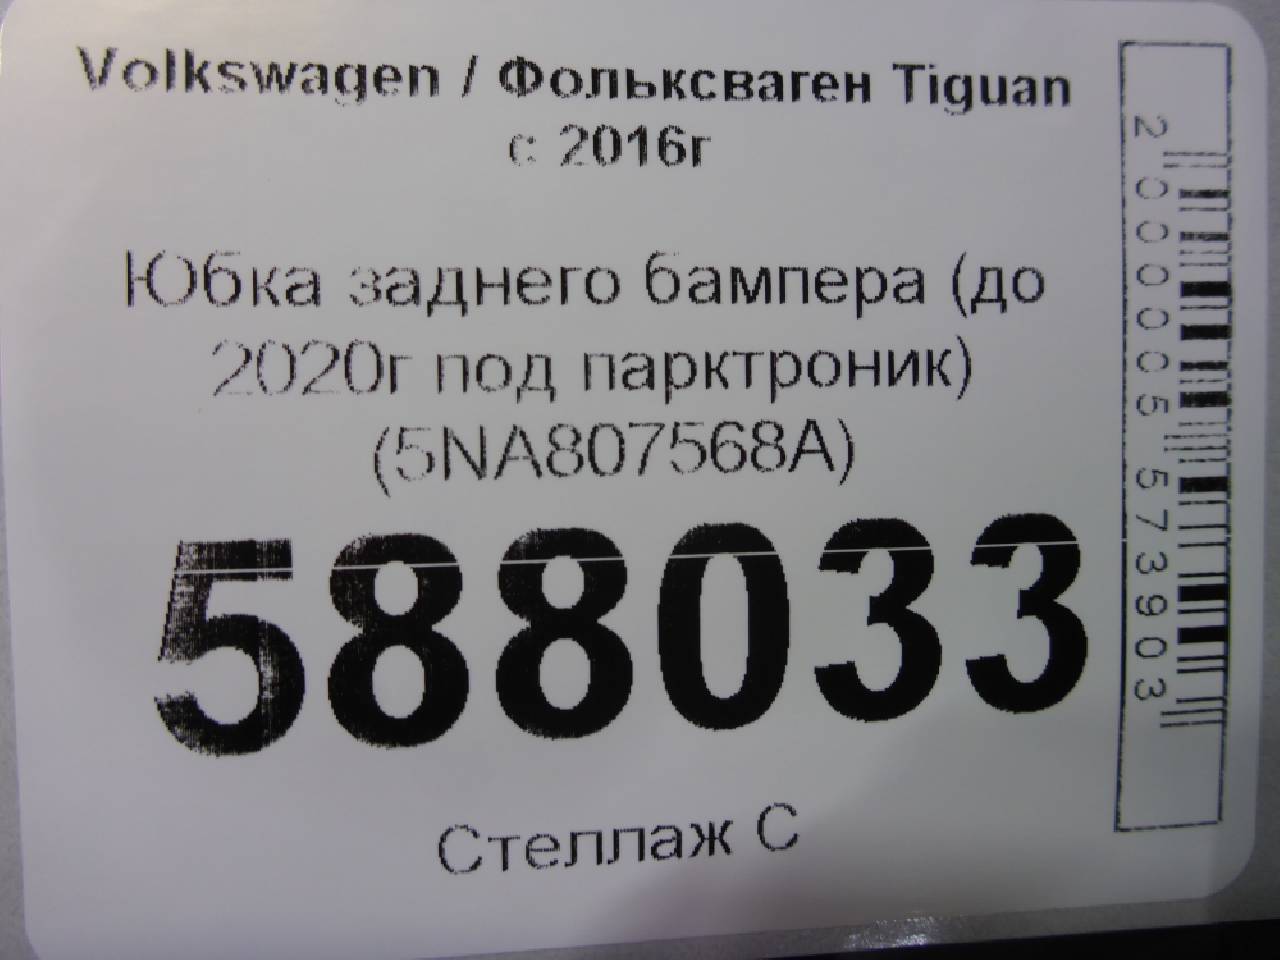 Volkswagen / Фольксваген Tiguan
с 2016г
Юбка заднего бампера (до
2020г под парктроник)
(5NA807568A)
588033
Стеллаж С
2000005573903